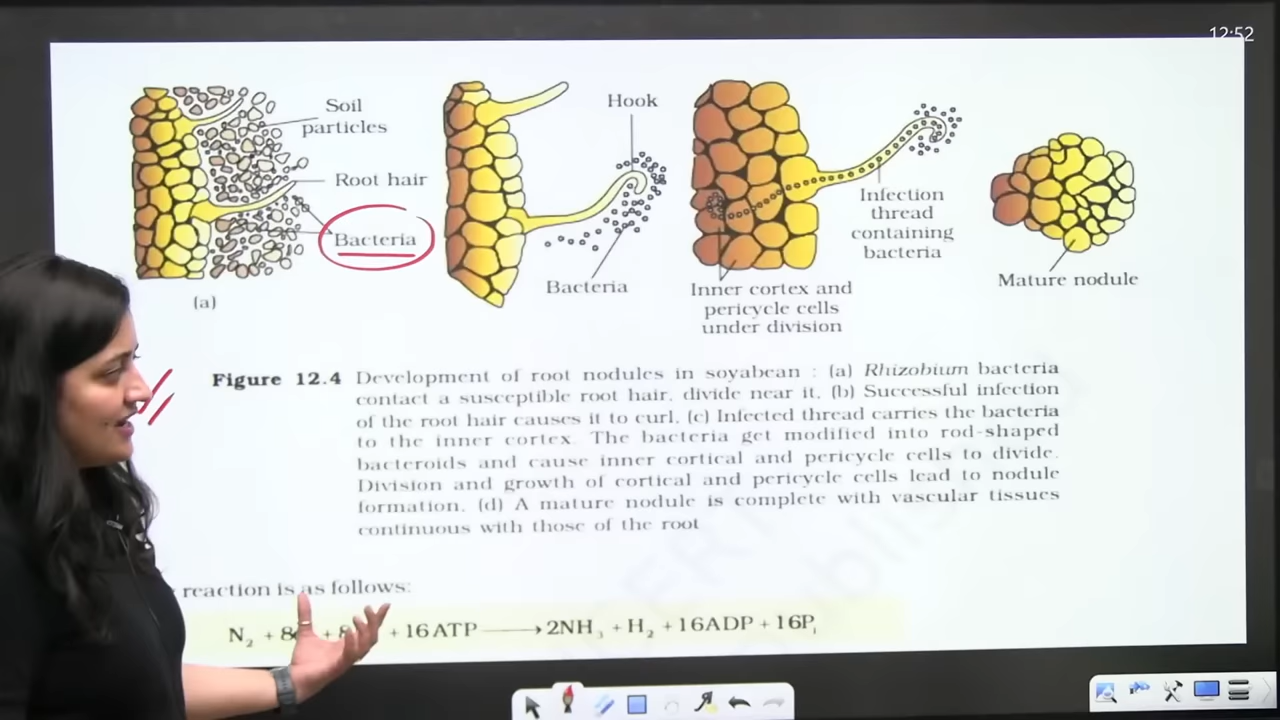 12:52
Soil
particles
Root hair
Bacteria
(a)
Hook
Bacteria
Infection
thread
containing
bacteria
Inner cortex and
pericycle cells
under division
Mature nodule
Figure 12.4 Development of root nodules in soyabean : (a) Rhizobium bacteria
contact a susceptible root hair, divide near it, (b) Successful infection
of the root hair causes it to curl, (c) Infected thread carries the bacteria
to the inner cortex. The bacteria get modified into rod-shaped
bacteroids and cause inner cortical and pericycle cells to divide.
Division and growth of cortical and pericycle cells lead to nodule
formation, (d) A mature nodule is complete with vascular tissues
continuous with those of the root
reaction is as follows:
N₂ + 8 + 8 + 16 ATP ⟶ 2NH₃ + H₂ + 16ADP + 16Pᵢ